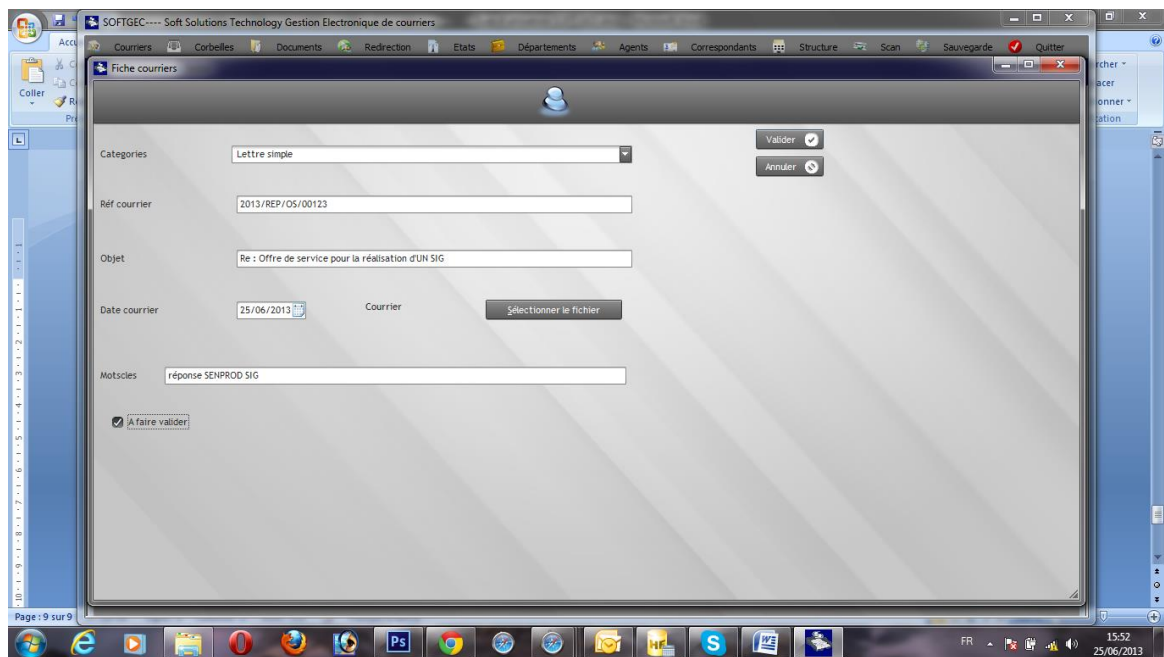 SOFTGEC---- Soft Solutions Technology Gestion Electronique de courriers
Courriers Corbeilles Documents Redirection Etats Départements Agents Correspondants Structure Scan Sauvegarde Quitter
Fiche courriers
Coller
Valider
Annuler
Categories Lettre simple
Réf courrier 2013/REP/OS/00123
Objet Re : Offre de service pour la réalisation d'UN SIG
Date courrier 25/06/2013 Courrier Sélectionner le fichier
Motscles réponse SENPROD SIG
A faire valider
Page : 9 sur 9
Ps
FR
15:52
25/06/2013